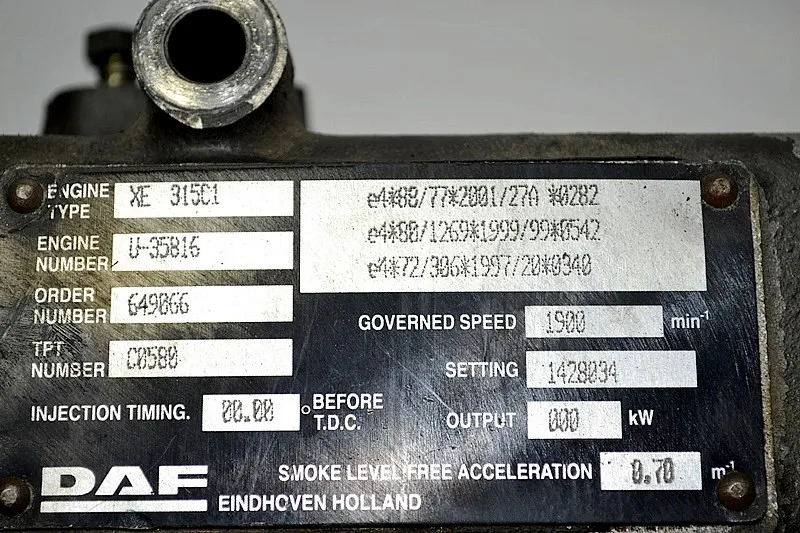 ENGINE TYPE XE 315C1
e4*88/77*2001/27A *0282
e4*80/1269*1999/99*0542
e4*72/306*1997/20*0340
ENGINE NUMBER U-35816
ORDER NUMBER 649066
TPT NUMBER C0580
GOVERNED SPEED 1900 min-1
SETTING 1428034
INJECTION TIMING. 00.00 ° BEFORE T.D.C.
OUTPUT 000 kW
SMOKE LEVEL FREE ACCELERATION 0.70 m-1
DAF EINDHOVEN HOLLAND